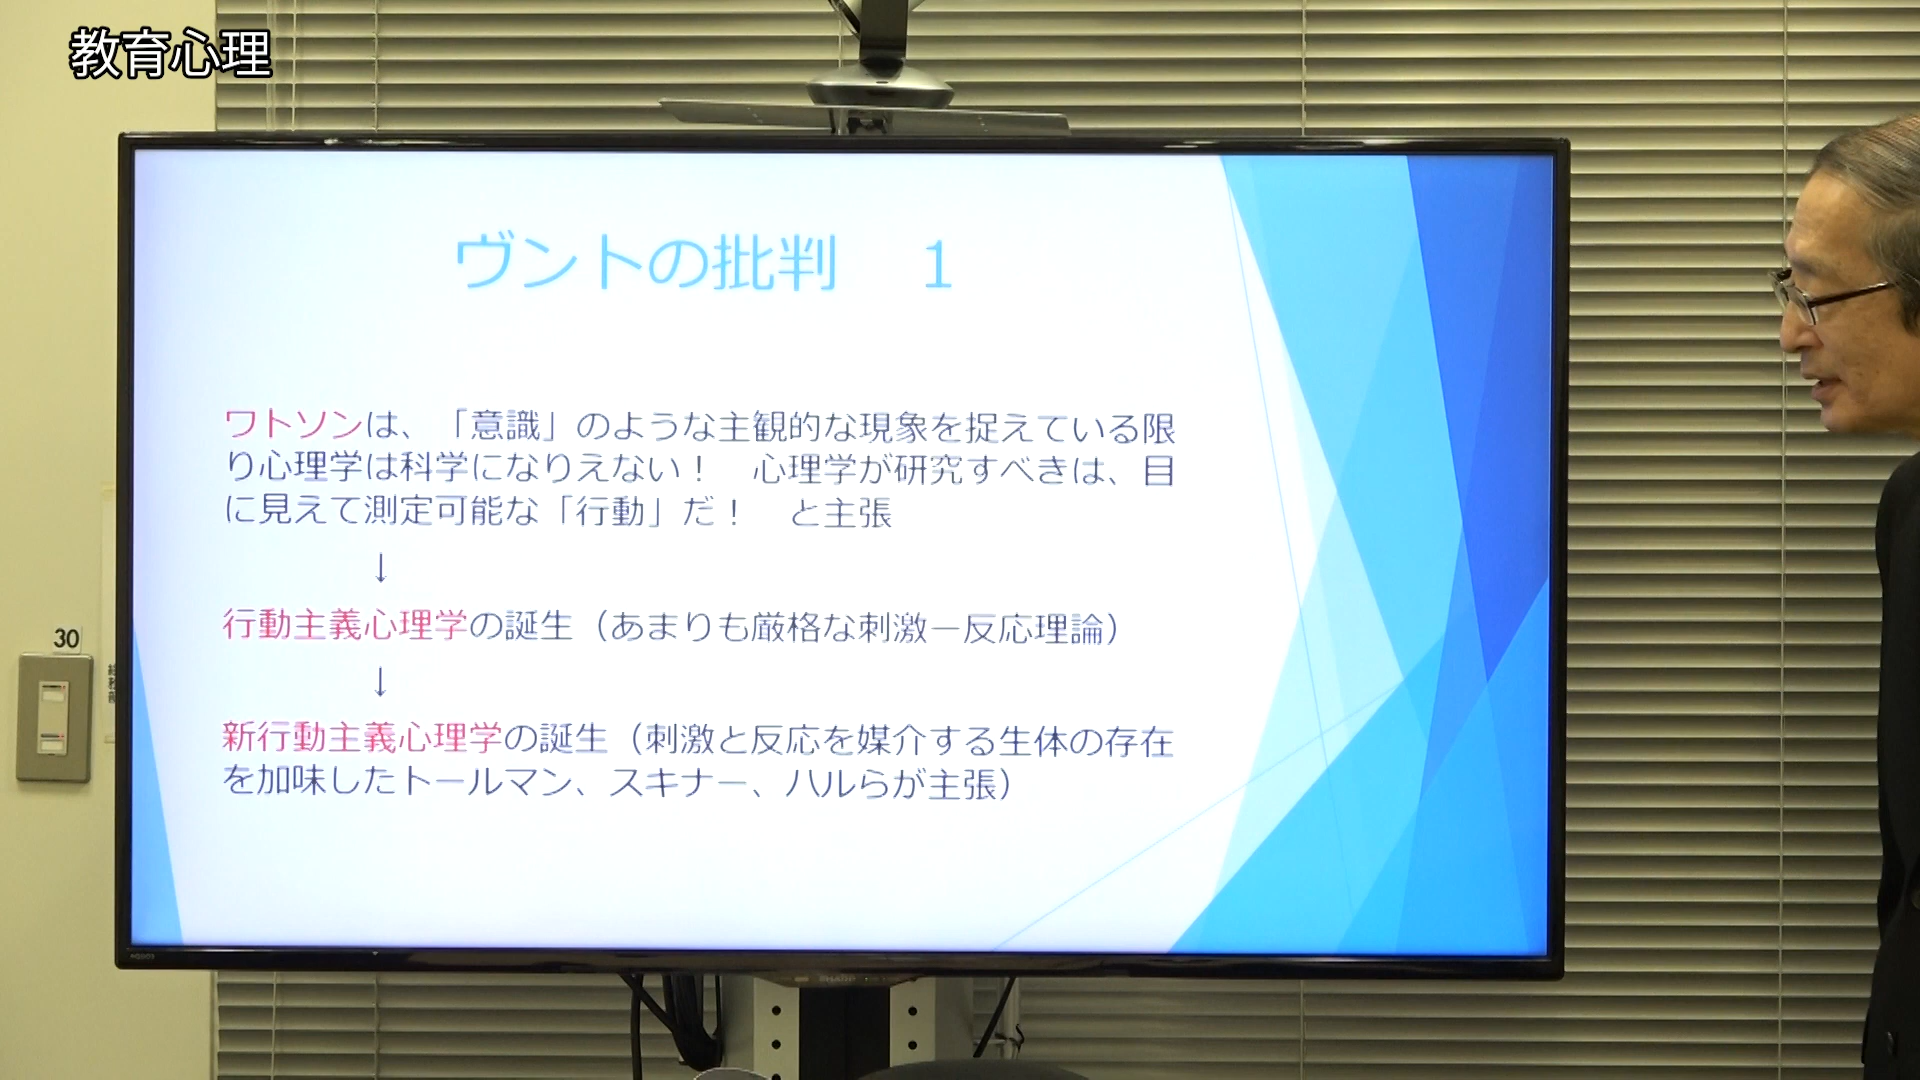 教育心理
ヴントの批判　1
ワトソンは、「意識」のような主観的な現象を捉えている限
り心理学は科学になりえない！　心理学が研究すべきは、目
に見えて測定可能な「行動」だ！　と主張
↓
行動主義心理学の誕生（あまりも厳格な刺激－反応理論）
↓
新行動主義心理学の誕生（刺激と反応を媒介する生体の存在
を加味したトールマン、スキナー、ハルらが主張）
30
AQUOS
SHARP